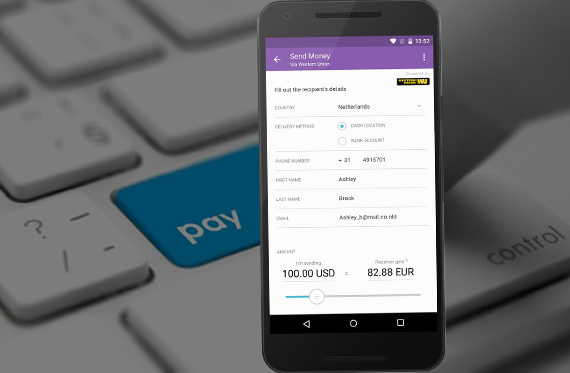 13:52
Send Money
Via Western Union
Powered by
WESTERN UNION WU
Fill out the recipient's details
COUNTRY Netherlands
DELIVERY METHOD CASH LOCATION
BANK ACCOUNT
PHONE NUMBER + 31 4915701
FIRST NAME Ashley
LAST NAME Brook
EMAIL Ashley_b@mail.co.nld
AMOUNT
I'm sending Receiver gets
100.00 USD = 82.88 EUR
?
/ -
pay
control